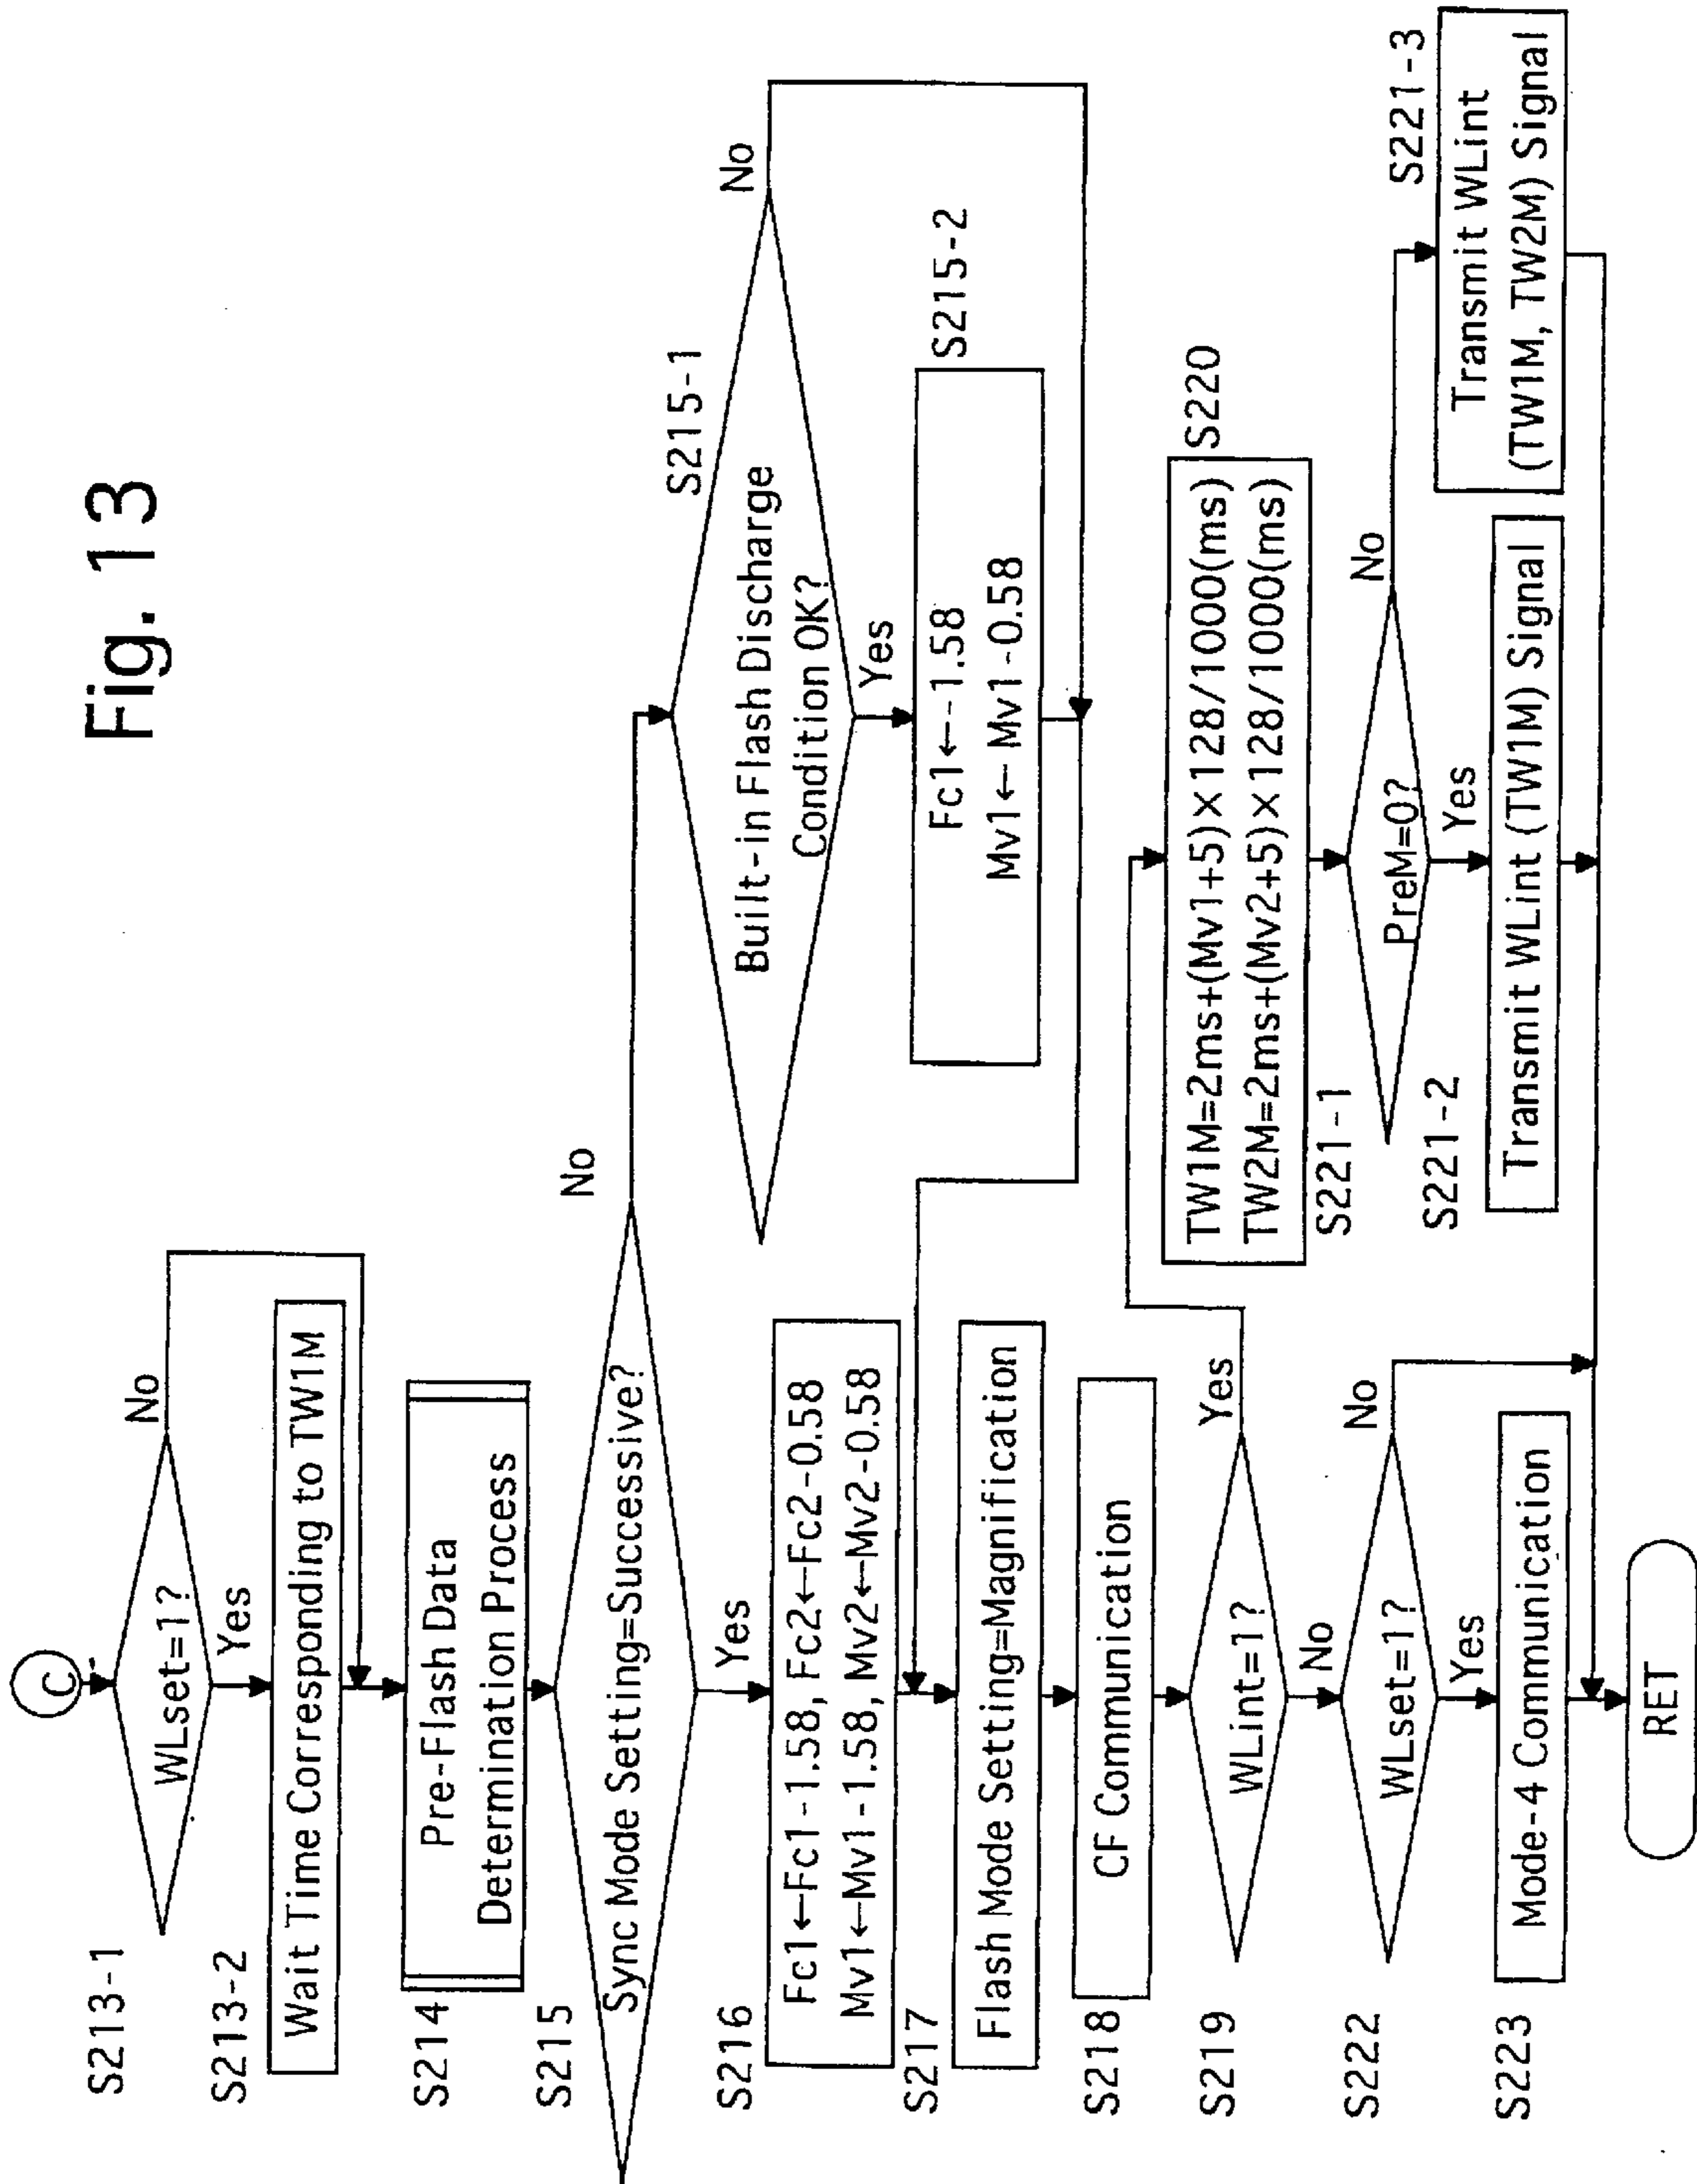 Fig. 13
C
S213-1
WLset=1?
No
Yes
S213-2
Wait Time Corresponding to TW1M
S214
Pre-Flash Data
Determination Process
S215
Sync Mode Setting=Successive?
No
Yes
S215-1
Built-in Flash Discharge
Condition OK?
No
Yes
S215-2
Fc1←-1.58
Mv1←Mv1-0.58
S216
Fc1←Fc1-1.58, Fc2←Fc2-0.58
Mv1←Mv1-1.58, Mv2←Mv2-0.58
S217
Flash Mode Setting=Magnification
S218
CF Communication
S219
WLint=1?
Yes
No
S220
TW1M=2ms+(Mv1+5)×128/1000(ms)
TW2M=2ms+(Mv2+5)×128/1000(ms)
S221-1
PreM=0?
No
Yes
S221-2
Transmit WLint (TW1M) Signal
S221-3
Transmit WLint
(TW1M, TW2M) Signal
S222
WLset=1?
No
Yes
S223
Mode-4 Communication
RET